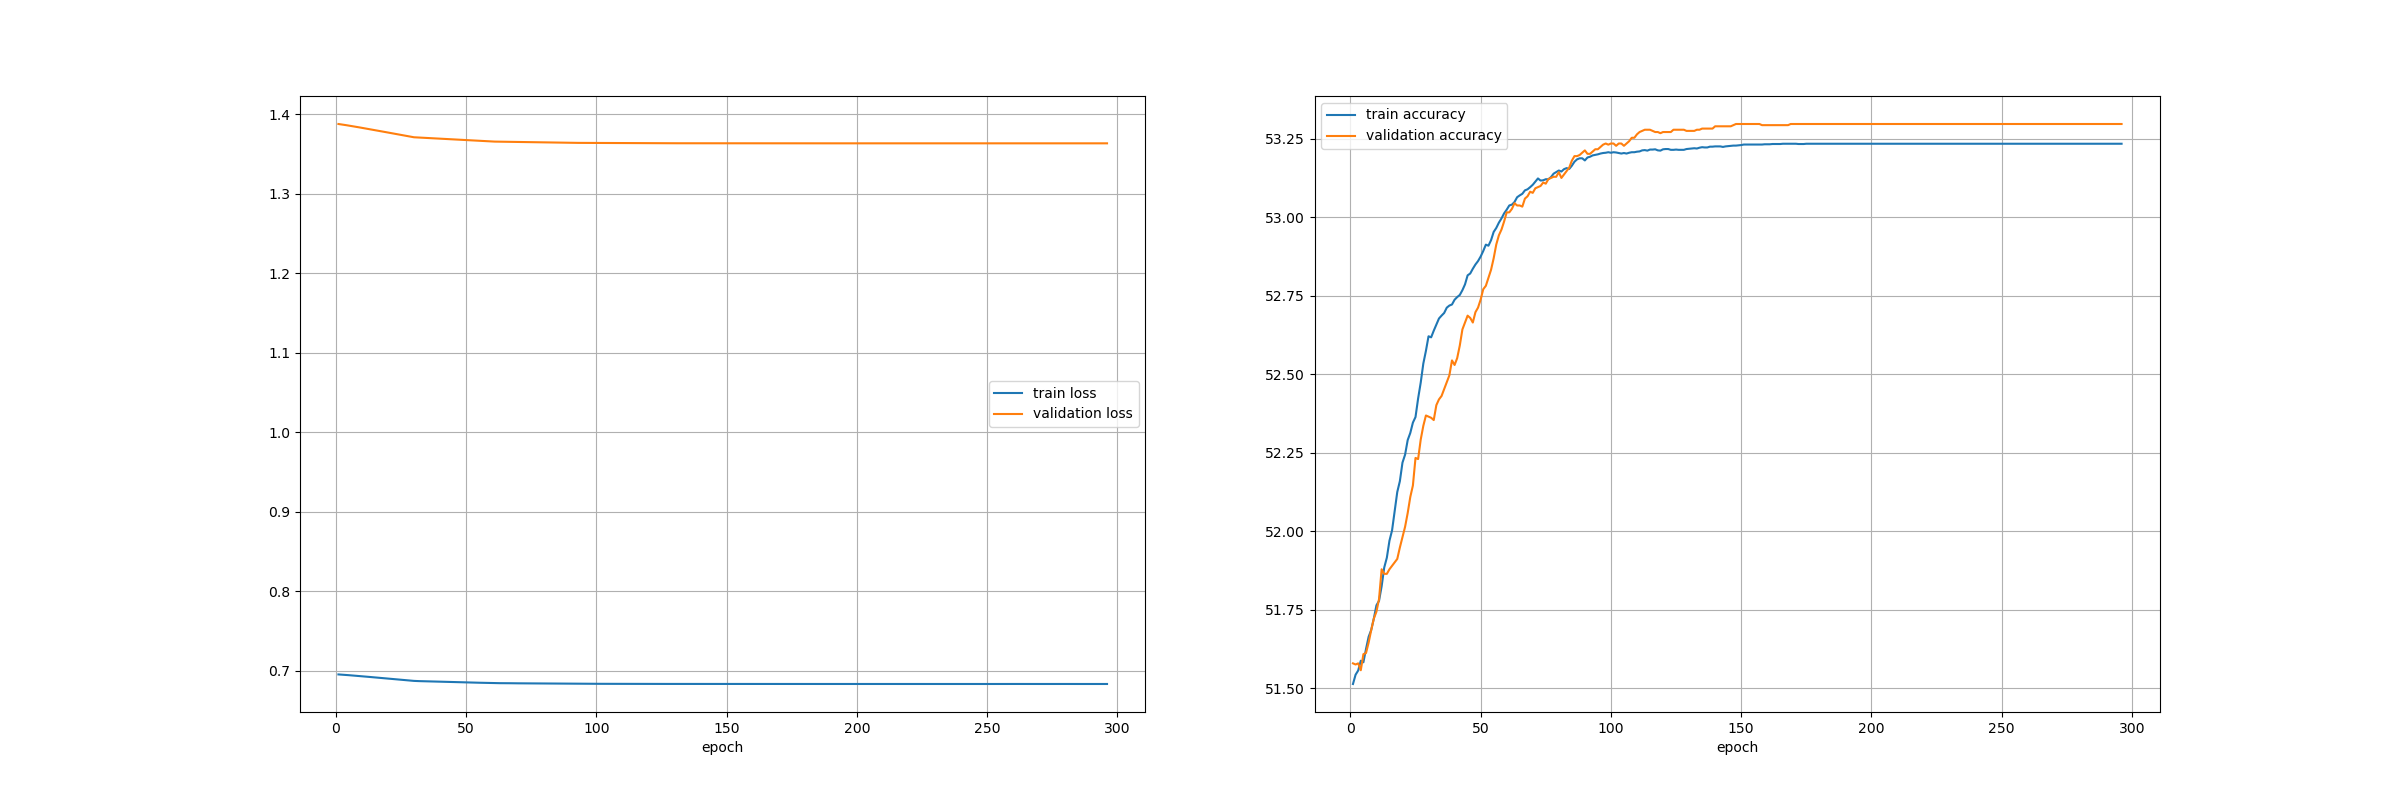 1.4
1.3
1.2
1.1
1.0
0.9
0.8
0.7
train loss
validation loss
0 50 100 150 200 250 300
epoch
train accuracy
validation accuracy
53.25
53.00
52.75
52.50
52.25
52.00
51.75
51.50
0 50 100 150 200 250 300
epoch